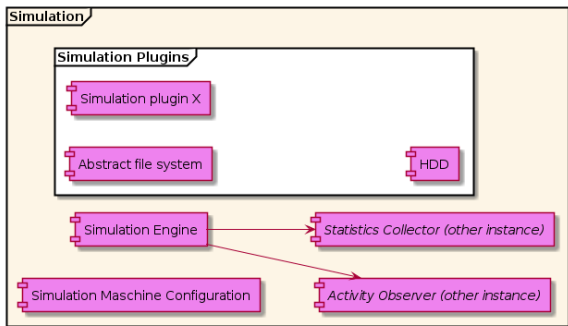 Simulation
Simulation Plugins
Simulation plugin X
Abstract file system
HDD
Simulation Engine
Statistics Collector (other instance)
Simulation Maschine Configuration
Activity Observer (other instance)